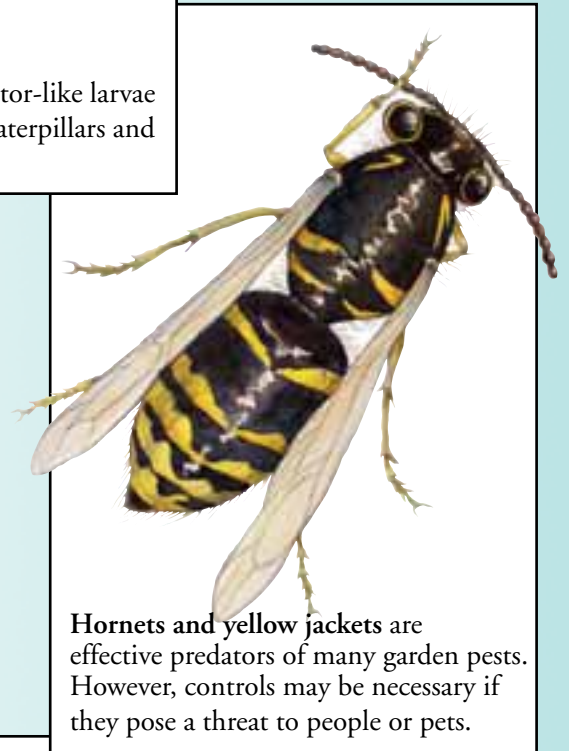 tor-like larvae
aterpillars and
Hornets and yellow jackets are
effective predators of many garden pests.
However, controls may be necessary if
they pose a threat to people or pets.